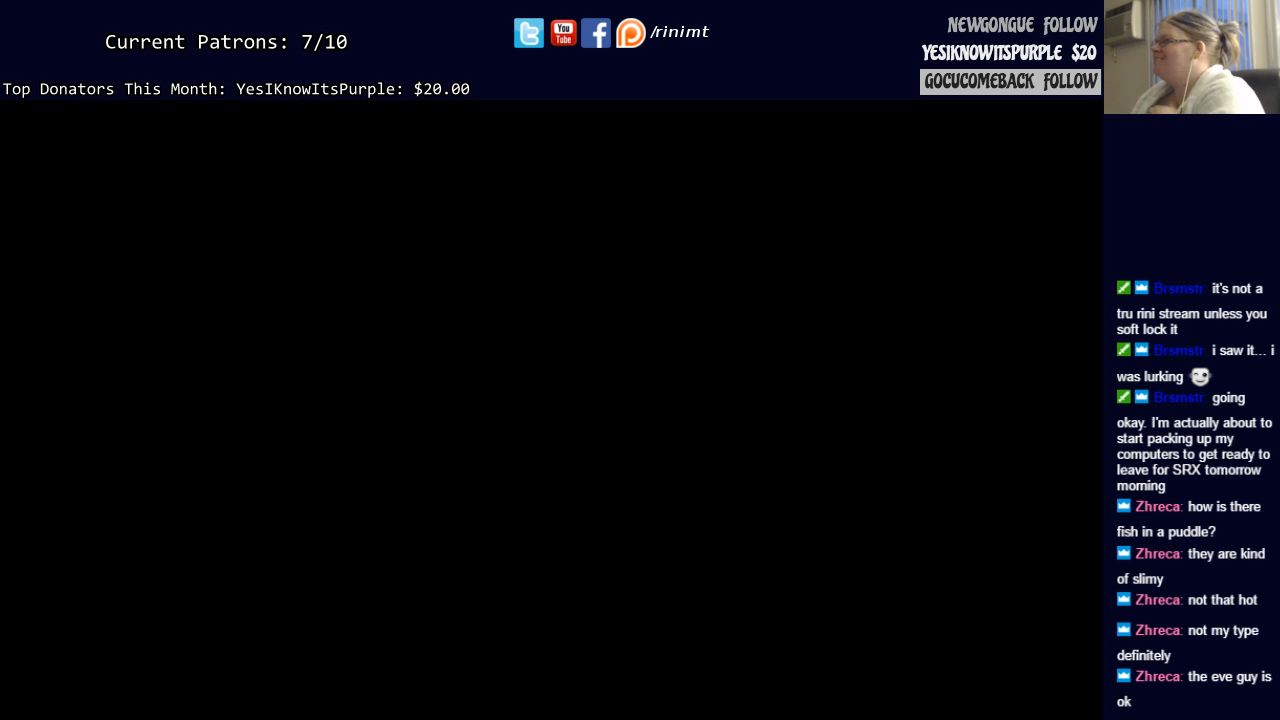 Current Patrons: 7/10
Top Donators This Month: YesIKnowItsPurple: $20.00
You
Tube
/rinimt
NEWGONGUE FOLLOW
YESIKNOWITSPURPLE $20
GOCUCOMEBACK FOLLOW
Brsmstr: it's not a
tru rini stream unless you
soft lock it
Brsmstr: i saw it... i
was lurking
Brsmstr: going
okay. I'm actually about to
start packing up my
computers to get ready to
leave for SRX tomorrow
morning
Zhreca: how is there
fish in a puddle?
Zhreca: they are kind
of slimy
Zhreca: not that hot
Zhreca: not my type
definitely
Zhreca: the eve guy is
ok